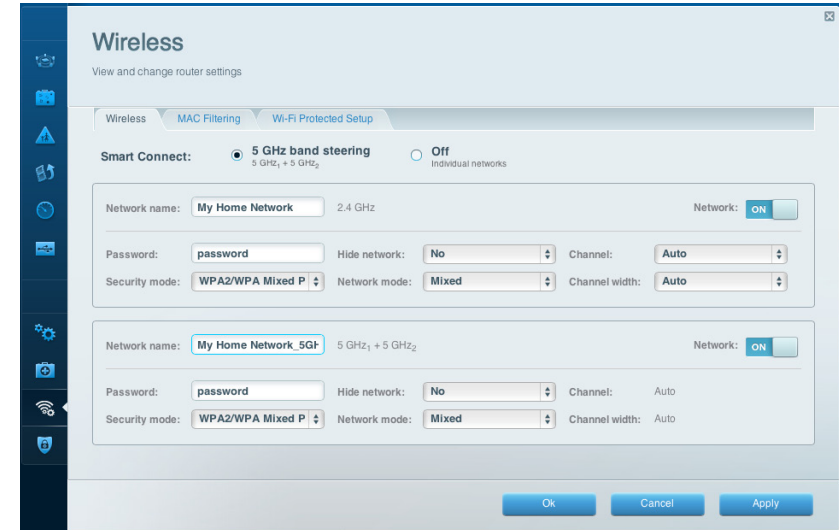 Wireless
View and change router settings
Wireless MAC Filtering Wi-Fi Protected Setup
Smart Connect: 5 GHz band steering Off
5 GHz1 + 5 GHz2 Individual networks
Network name: My Home Network 2.4 GHz Network: ON
Password: password Hide network: No Channel: Auto
Security mode: WPA2/WPA Mixed P Network mode: Mixed Channel width: Auto
Network name: My Home Network_5GH 5 GHz1 + 5 GHz2 Network: ON
Password: password Hide network: No Channel: Auto
Security mode: WPA2/WPA Mixed P Network mode: Mixed Channel width: Auto
Ok Cancel Apply